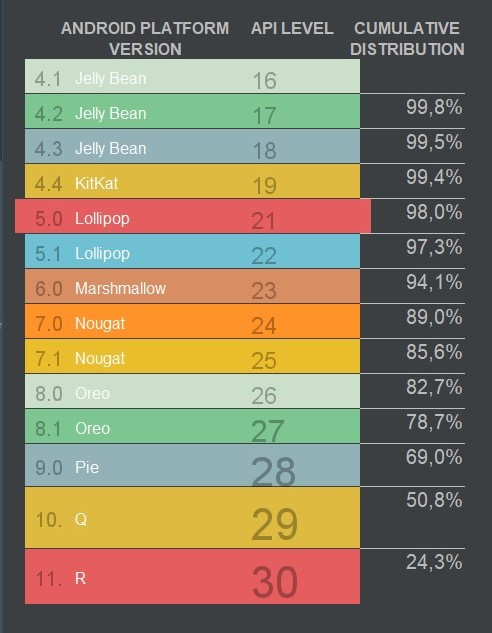 ANDROID PLATFORM VERSION API LEVEL CUMULATIVE DISTRIBUTION
4.1 Jelly Bean 16
4.2 Jelly Bean 17 99,8%
4.3 Jelly Bean 18 99,5%
4.4 KitKat 19 99,4%
5.0 Lollipop 21 98,0%
5.1 Lollipop 22 97,3%
6.0 Marshmallow 23 94,1%
7.0 Nougat 24 89,0%
7.1 Nougat 25 85,6%
8.0 Oreo 26 82,7%
8.1 Oreo 27 78,7%
9.0 Pie 28 69,0%
10. Q 29 50,8%
11. R 30 24,3%